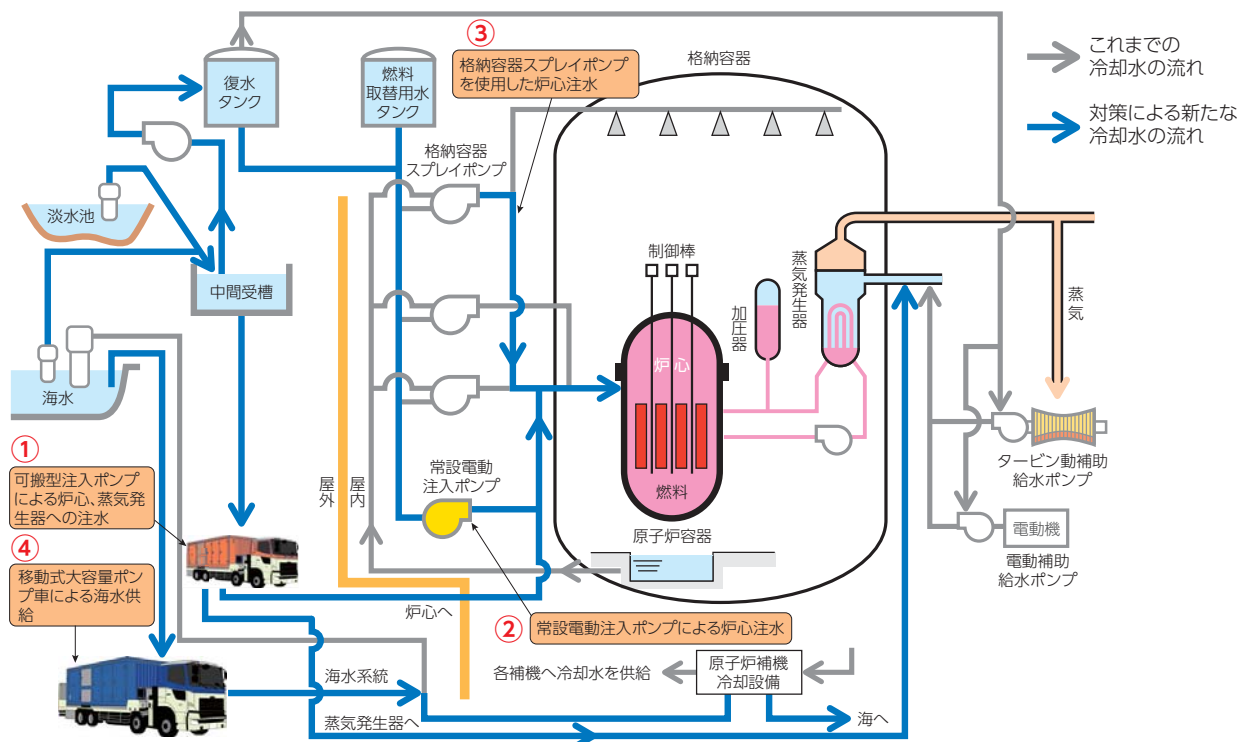 これまでの
冷却水の流れ
対策による新たな
冷却水の流れ
③
格納容器スプレイポンプ
を使用した炉心注水
格納容器
復水
タンク
燃料
取替用水
タンク
格納容器
スプレイポンプ
淡水池
中間受槽
海水
制御棒
加圧器
蒸気発生器
蒸気
炉心
燃料
原子炉容器
タービン動補助
給水ポンプ
電動機
電動補助
給水ポンプ
①
可搬型注入ポンプ
による炉心、蒸気発
生器への注水
屋外
屋内
常設電動
注入ポンプ
④
移動式大容量ポン
プ車による海水供
給
炉心へ
②
常設電動注入ポンプによる炉心注水
各補機へ冷却水を供給
原子炉補機
冷却設備
海水系統
蒸気発生器へ
海へ